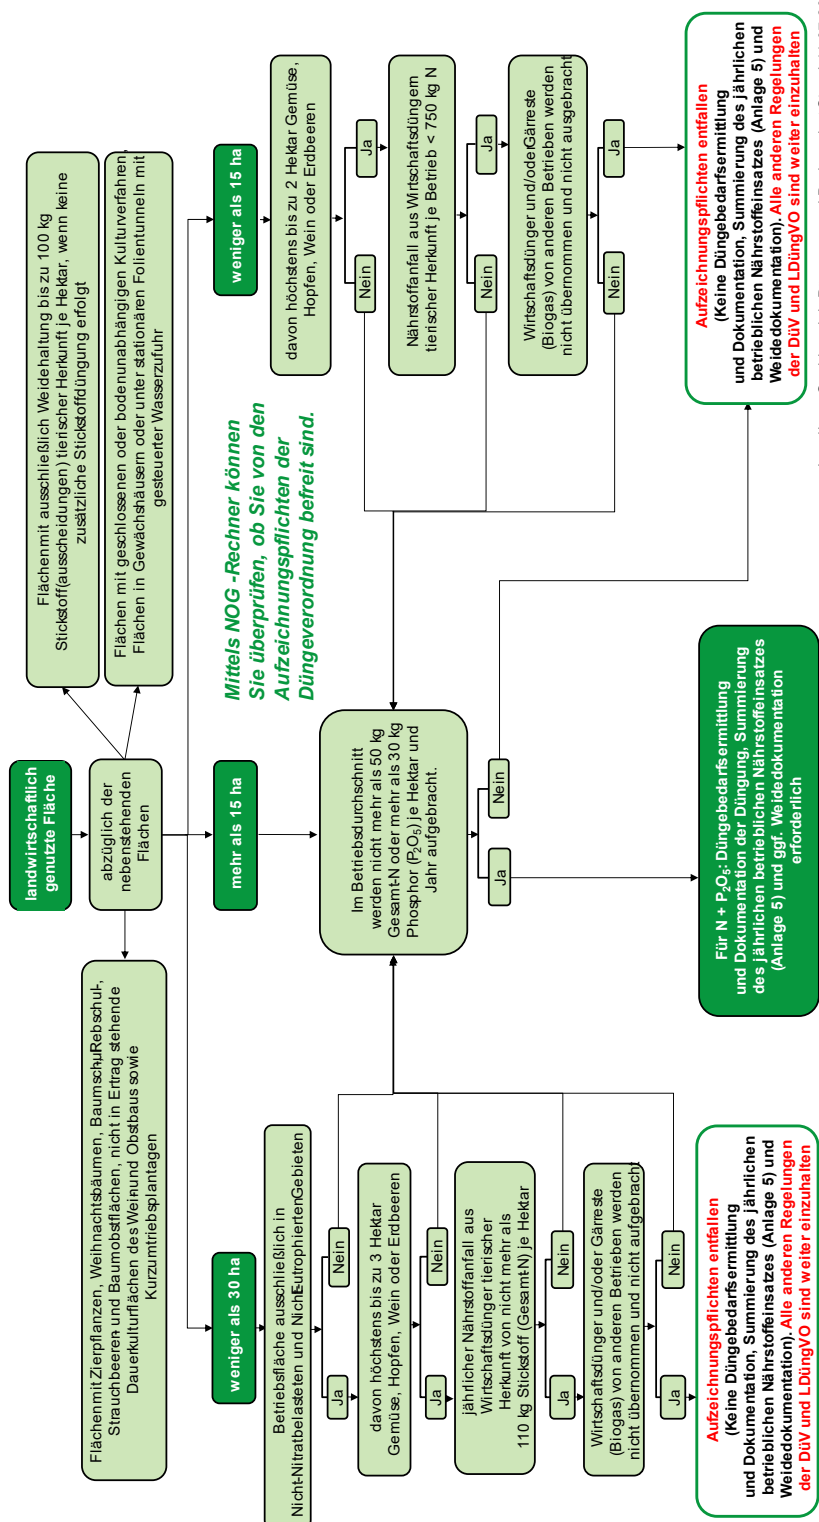 landwirtschaftlich
genutzte Fläche
abzüglich der
nebenstehenden
Flächen
Flächen mit Zierpflanzen, Weihnachtsbäumen, Baumschul-, Rebschul-,
Strauchbeeren- und Baumobstflächen, nicht in Ertrag stehende
Dauerkulturflächen des Wein- und Obstbaus sowie
Kurzumtriebsplantagen
Flächen mit ausschließlich Weidehaltung bis zu 100 kg
Stickstoff(ausscheidungen) tierischer Herkunft je Hektar, wenn keine
zusätzliche Stickstoffdüngung erfolgt
Flächen mit geschlossenen oder bodenunabhängigen Kulturverfahren,
Flächen in Gewächshäusern oder unter stationären Folientunneln mit
gesteuerter Wasserzufuhr
weniger als 30 ha
mehr als 15 ha
weniger als 15 ha
Betriebsfläche ausschließlich in
Nicht-Nitratbelasteten und Nicht-Eutrophierten Gebieten
Ja
Nein
davon höchstens bis zu 3 Hektar
Gemüse, Hopfen, Wein oder Erdbeeren
Ja
Nein
jährlicher Nährstoffanfall aus
Wirtschaftsdünger tierischer
Herkunft von nicht mehr als
110 kg Stickstoff (Gesamt-N) je Hektar
Ja
Nein
Wirtschaftsdünger und/oder Gärreste
(Biogas) von anderen Betrieben werden
nicht übernommen und nicht aufgebracht
Ja
Nein
Aufzeichnungspflichten entfallen
(Keine Düngebedarfsermittlung
und Dokumentation, Summierung des jährlichen
betrieblichen Nährstoffeinsatzes (Anlage 5) und
Weidedokumentation). Alle anderen Regelungen
der DüV und LDüngVO sind weiter einzuhalten
Mittels NOG -Rechner können
Sie überprüfen, ob Sie von den
Aufzeichnungspflichten der
Düngeverordnung befreit sind.
Im Betriebsdurchschnitt
werden nicht mehr als 50 kg
Gesamt-N oder mehr als 30 kg
Phosphor (P₂O₅) je Hektar und
Jahr aufgebracht.
Ja
Nein
Für N + P₂O₅: Düngebedarfsermittlung
und Dokumentation der Düngung, Summierung
des jährlichen betrieblichen Nährstoffeinsatzes
(Anlage 5) und ggf. Weidedokumentation
erforderlich
davon höchstens bis zu 2 Hektar Gemüse,
Hopfen, Wein oder Erdbeeren
Nein
Ja
Nährstoffanfall aus Wirtschaftsdüngern
tierischer Herkunft je Betrieb < 750 kg N
Nein
Ja
Wirtschaftsdünger und/oder Gärreste
(Biogas) von anderen Betrieben werden
nicht übernommen und nicht ausgebracht
Nein
Ja
Aufzeichnungspflichten entfallen
(Keine Düngebedarfsermittlung
und Dokumentation, Summierung des jährlichen
betrieblichen Nährstoffeinsatzes (Anlage 5) und
Weidedokumentation). Alle anderen Regelungen
der DüV und LDüngVO sind weiter einzuhalten